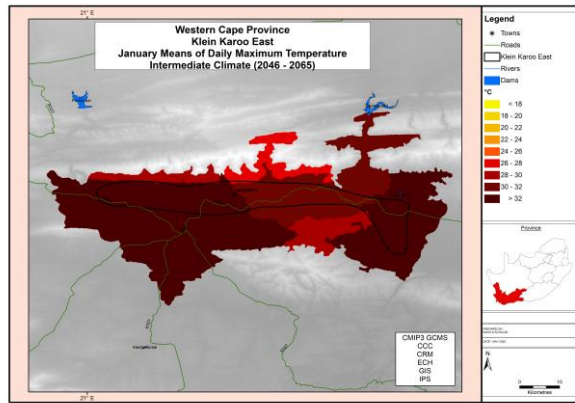 21° E
Western Cape Province
Klein Karoo East
January Means of Daily Maximum Temperature
Intermediate Climate (2046 - 2065)
CMIP3 GCMS
CCC
CRM
ECH
GIS
IPS
21° E
Legend
Towns
Roads
Klein Karoo East
Rivers
Dams
°C
< 18
18 - 20
20 - 22
22 - 24
24 - 26
26 - 28
28 - 30
30 - 32
> 32
Province
N
0
10
Kilometres